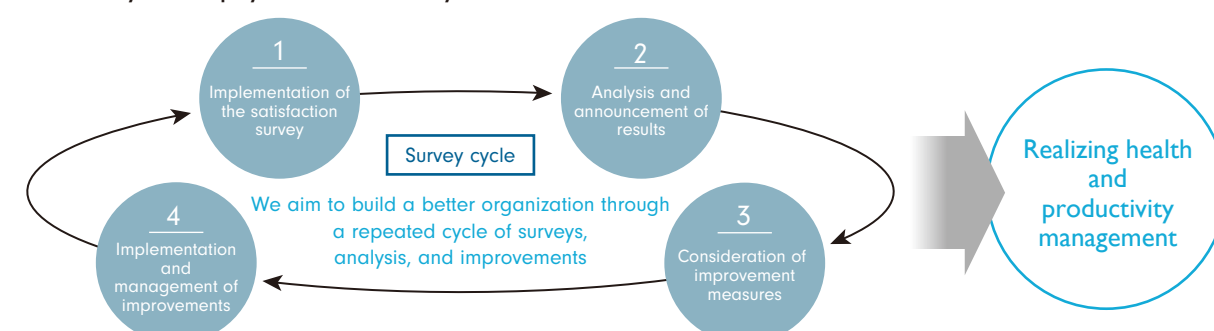 1
Implementation of
the satisfaction
survey
2
Analysis and
announcement of
results
Survey cycle
We aim to build a better organization through
a repeated cycle of surveys,
analysis, and improvements
3
Consideration of
improvement
measures
4
Implementation
and
management of
improvements
Realizing health
and
productivity
management